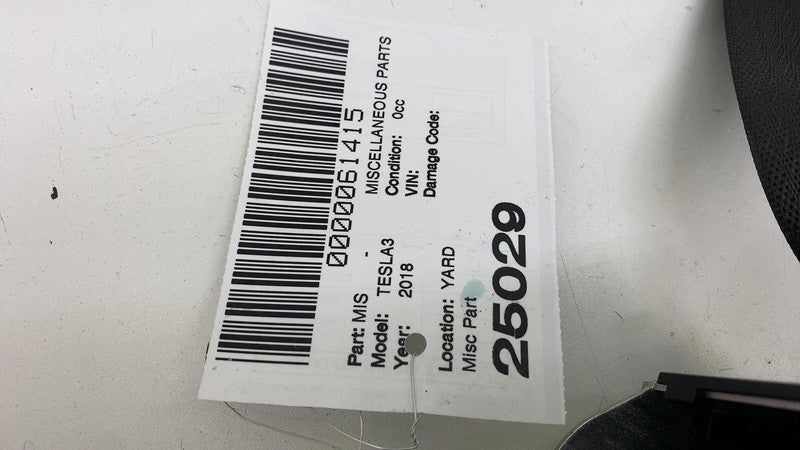 0000061415
Part: MIS - MISCELLANEOUS PARTS
Model: TESLA3 Condition: 0cc
Year: 2018 VIN:
Damage Code:
Location: YARD
Misc Part
25029